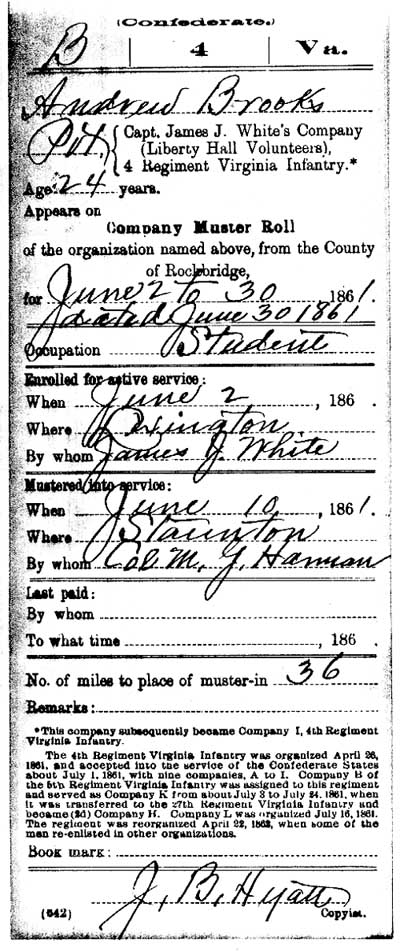 (Confederate.)
B 4 Va.
Andrew Brooks
Pvt, Capt. James J. White's Company
(Liberty Hall Volunteers),
4 Regiment Virginia Infantry.*
Age 24 years.
Appears on
Company Muster Roll
of the organization named above, from the County
of Rockbridge,
for June 2 to 30, 1861.
dated June 30 1861
Occupation Student
Enrolled for active service:
When June 2, 186 .
Where Lexington
By whom James J. White
Mustered into service:
When June 10, 1861.
Where Staunton
By whom Col M. G. Harman
Last paid:
By whom
To what time , 186 .
No. of miles to place of muster-in 36
Remarks:
*This company subsequently became Company I, 4th Regiment
Virginia Infantry.
The 4th Regiment Virginia Infantry was organized April 26,
1861, and accepted into the service of the Confederate States
about July 1, 1861, with nine companies, A to I. Company B of
the 5th Regiment Virginia Infantry was assigned to this regiment
and served as Company K from about July 3 to July 24, 1861, when
it was transferred to the 27th Regiment Virginia Infantry and
became (2d) Company H. Company L was organized July 16, 1861.
The regiment was reorganized April 22, 1862, when some of the
men re-enlisted in other organizations.
Book mark:
J. B. Hyatt
(642) Copyist.